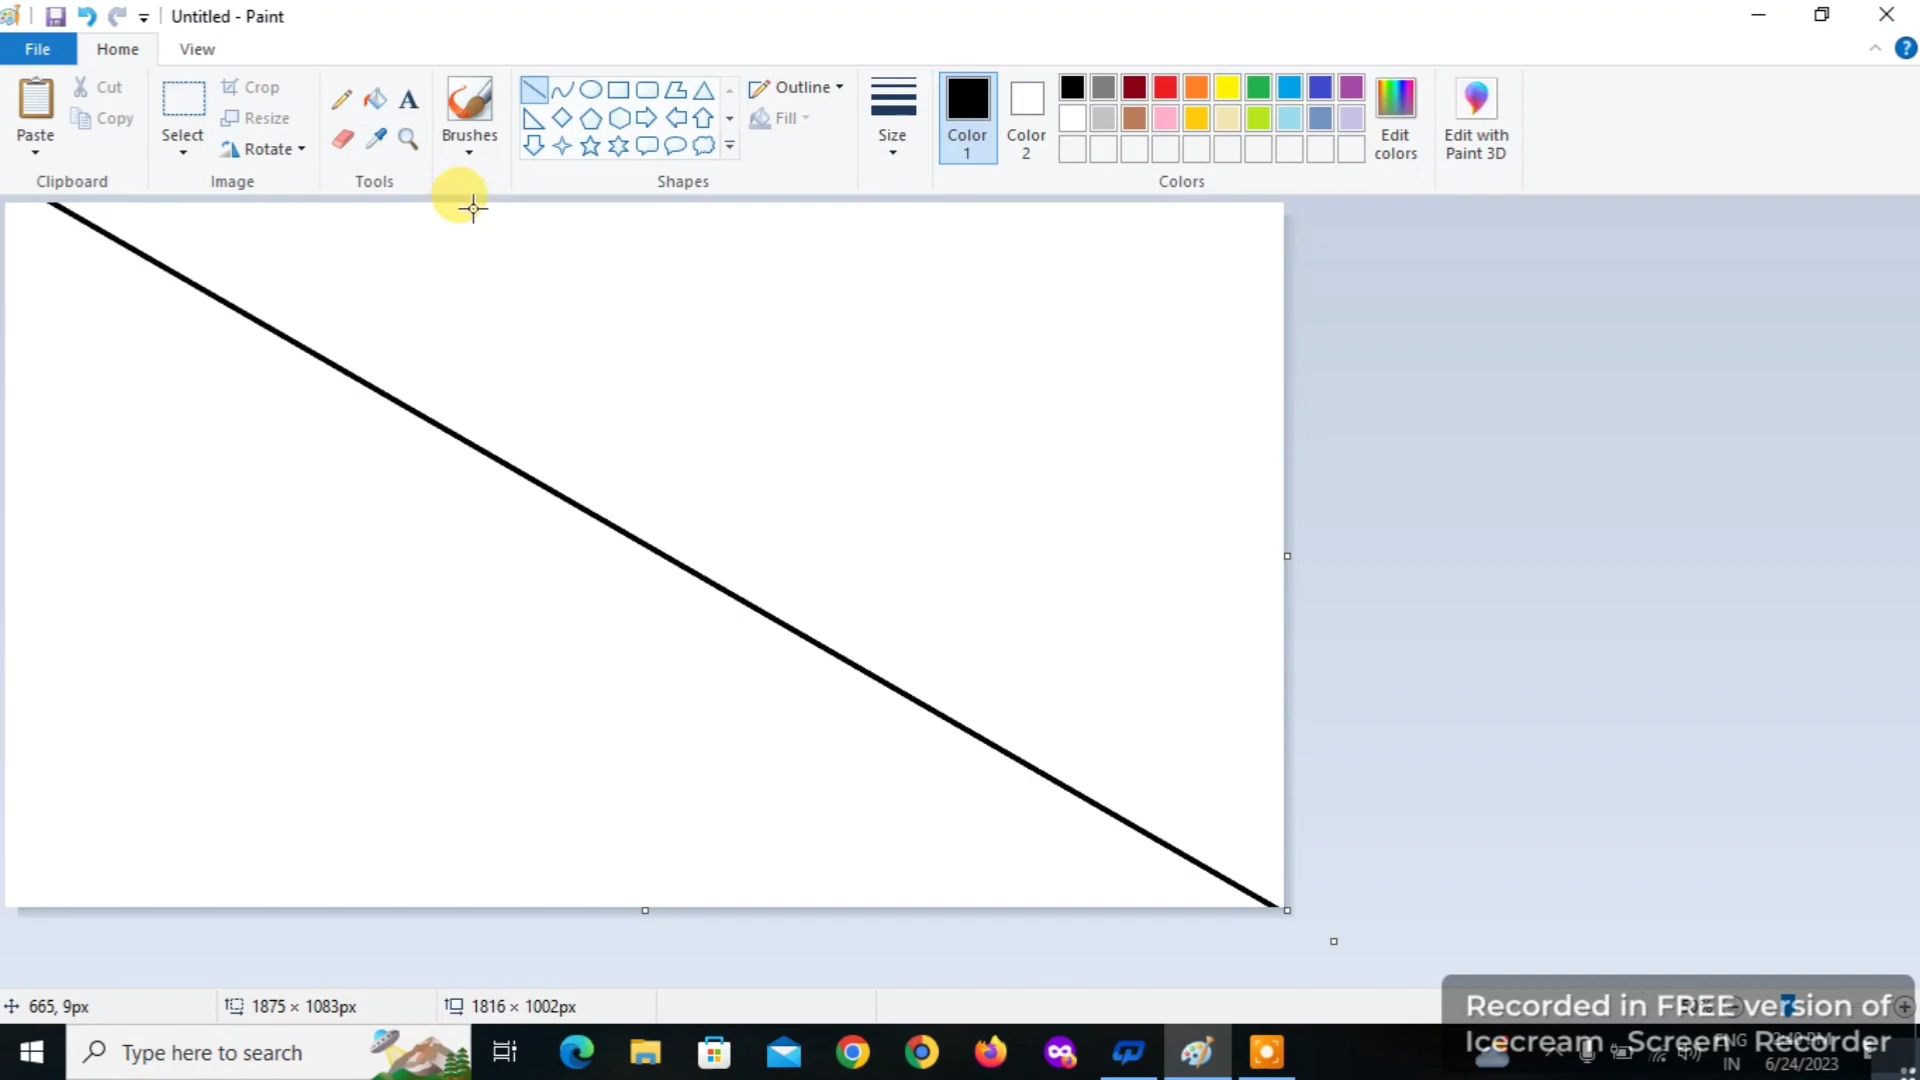 Untitled - Paint
File Home View
Paste Cut Copy Select Crop Resize Rotate Brushes Outline Fill Size Color 1 Color 2 Edit colors Edit with Paint 3D
Clipboard Image Tools Shapes Colors
665, 9px 1875 × 1083px 1816 × 1002px
Recorded in FREE version of
Icecream Screen Recorder
Type here to search
ENG
IN 6/24/2023